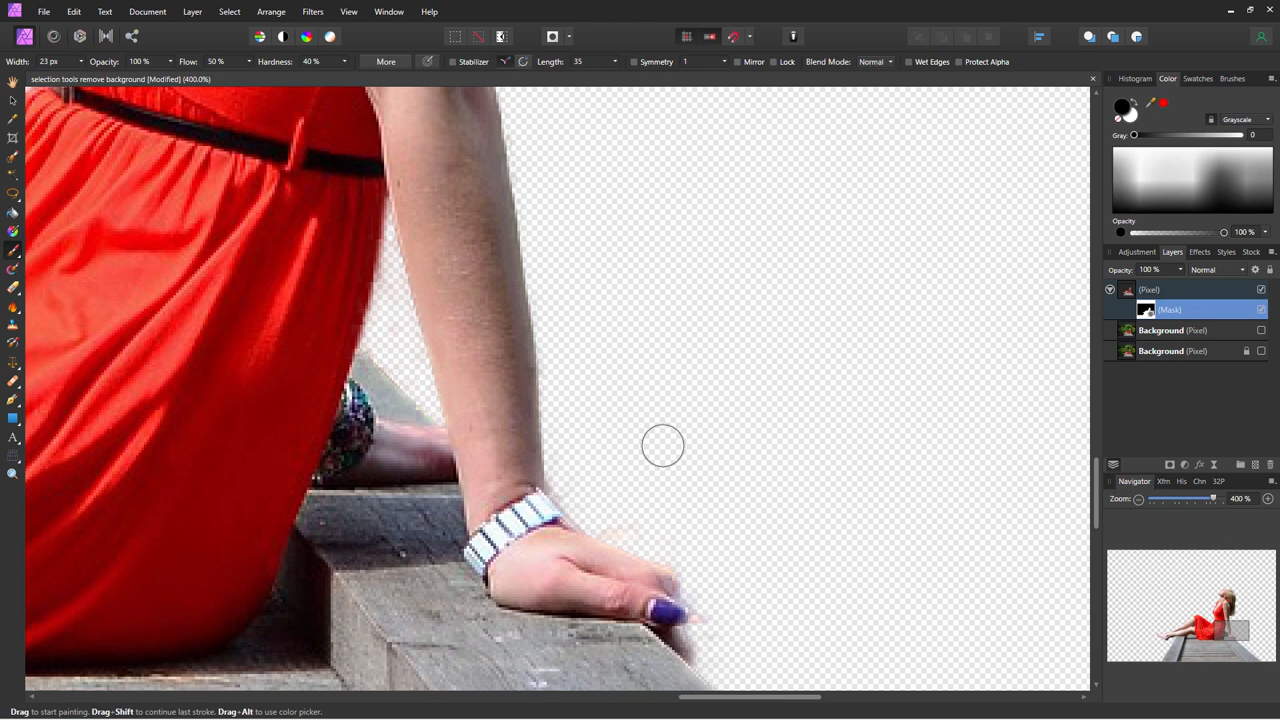 File Edit Text Document Layer Select Arrange Filters View Window Help
Width: 23 px Opacity: 100 % Flow: 50 % Hardness: 40 % More Stabilizer Length: 35 Symmetry 1 Mirror Lock Blend Mode: Normal Wet Edges Protect Alpha
selection tools remove background [Modified] (400.0%)
Histogram Color Swatches Brushes
Grayscale
Gray: 0
Opacity
100 %
Adjustment Layers Effects Styles Stock
Opacity: 100 % Normal
(Pixel)
(Mask)
Background (Pixel)
Background (Pixel)
Navigator Xfm His Chn 32P
Zoom: 400 %
Drag to start painting. Drag+Shift to continue last stroke. Drag+Alt to use color picker.